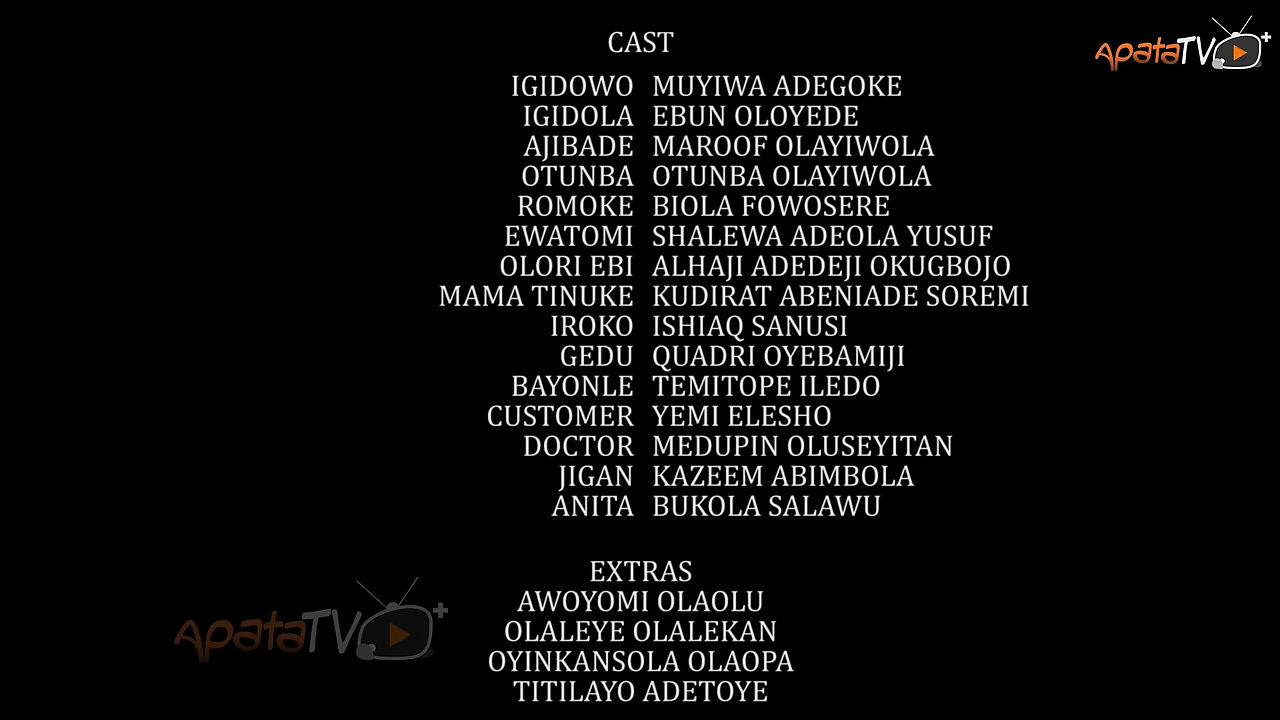 CAST
ApataTV+
IGIDOWO MUYIWA ADEGOKE
IGIDOLA EBUN OLOYEDE
AJIBADE MAROOF OLAYIWOLA
OTUNBA OTUNBA OLAYIWOLA
ROMOKE BIOLA FOWOSERE
EWATOMI SHALEWA ADEOLA YUSUF
OLORI EBI ALHAJI ADEDEJI OKUGBOJO
MAMA TINUKE KUDIRAT ABENIADE SOREMI
IROKO ISHIAQ SANUSI
GEDU QUADRI OYEBAMIJI
BAYONLE TEMITOPE ILEDO
CUSTOMER YEMI ELESHO
DOCTOR MEDUPIN OLUSEYITAN
JIGAN KAZEEM ABIMBOLA
ANITA BUKOLA SALAWU
EXTRAS
AWOYOMI OLAOLU
OLALEYE OLALEKAN
ApataTV+
OYINKANSOLA OLAOPA
TITILAYO ADETOYE